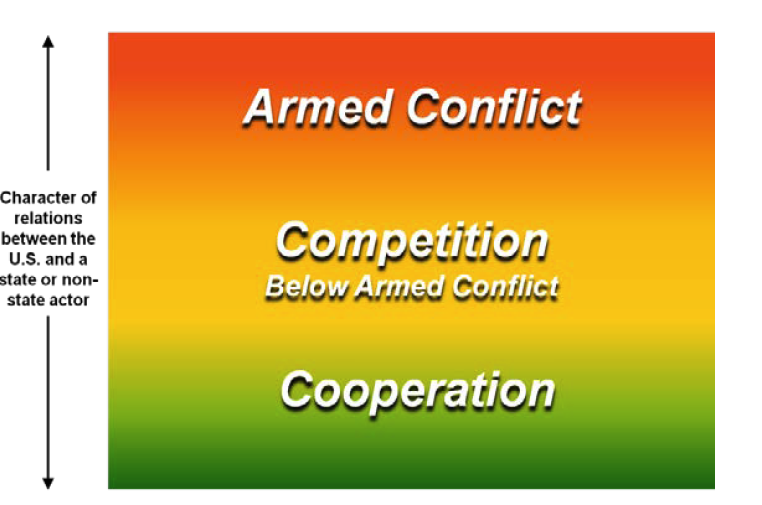 Armed Conflict
Character of
relations
between the
U.S. and a
state or non-
state actor
Competition
Below Armed Conflict
Cooperation